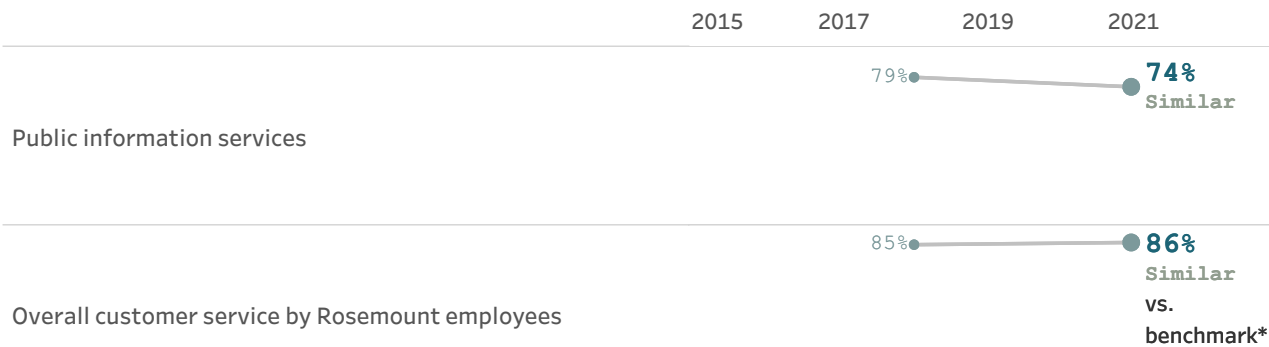 2015 2017 2019 2021
79% 74%
Similar
Public information services
85% 86%
Similar
vs.
Overall customer service by Rosemount employees
benchmark*